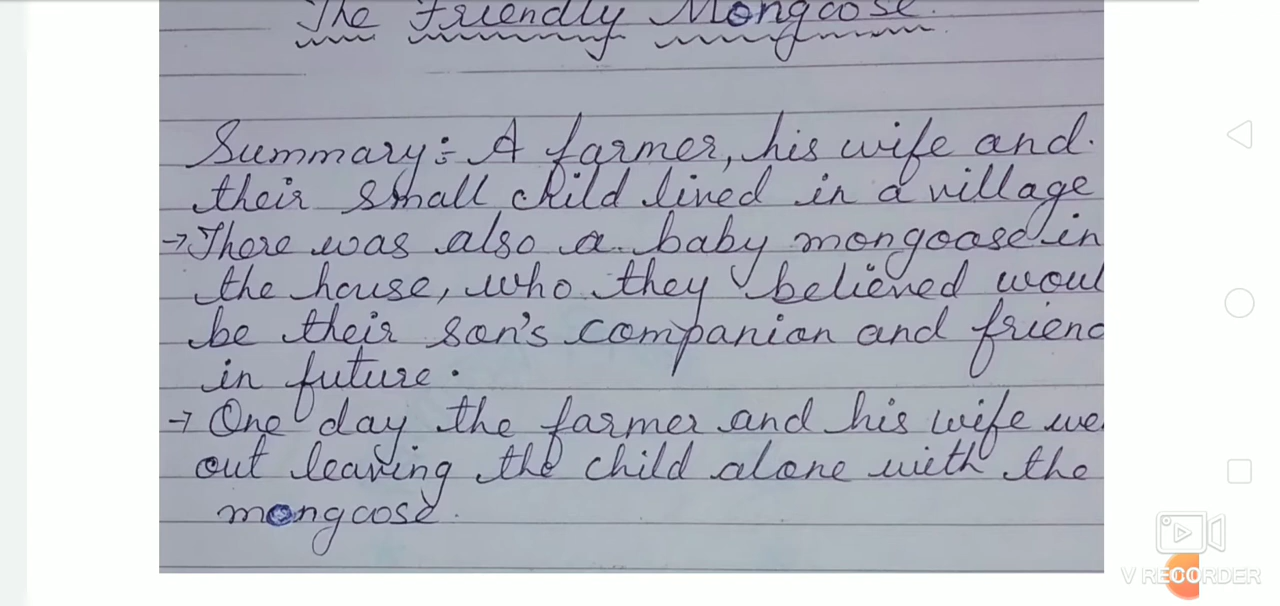 The Friendly Mongoose.
Summary:- A farmer, his wife and.
their small child lived in a village
→There was also a baby mongoose in
the house, who they believed woul
be their son's companion and frien
in future.
→ One day the farmer and his wife we
out leaving the child alone with the
mongoose.
V RECORDER